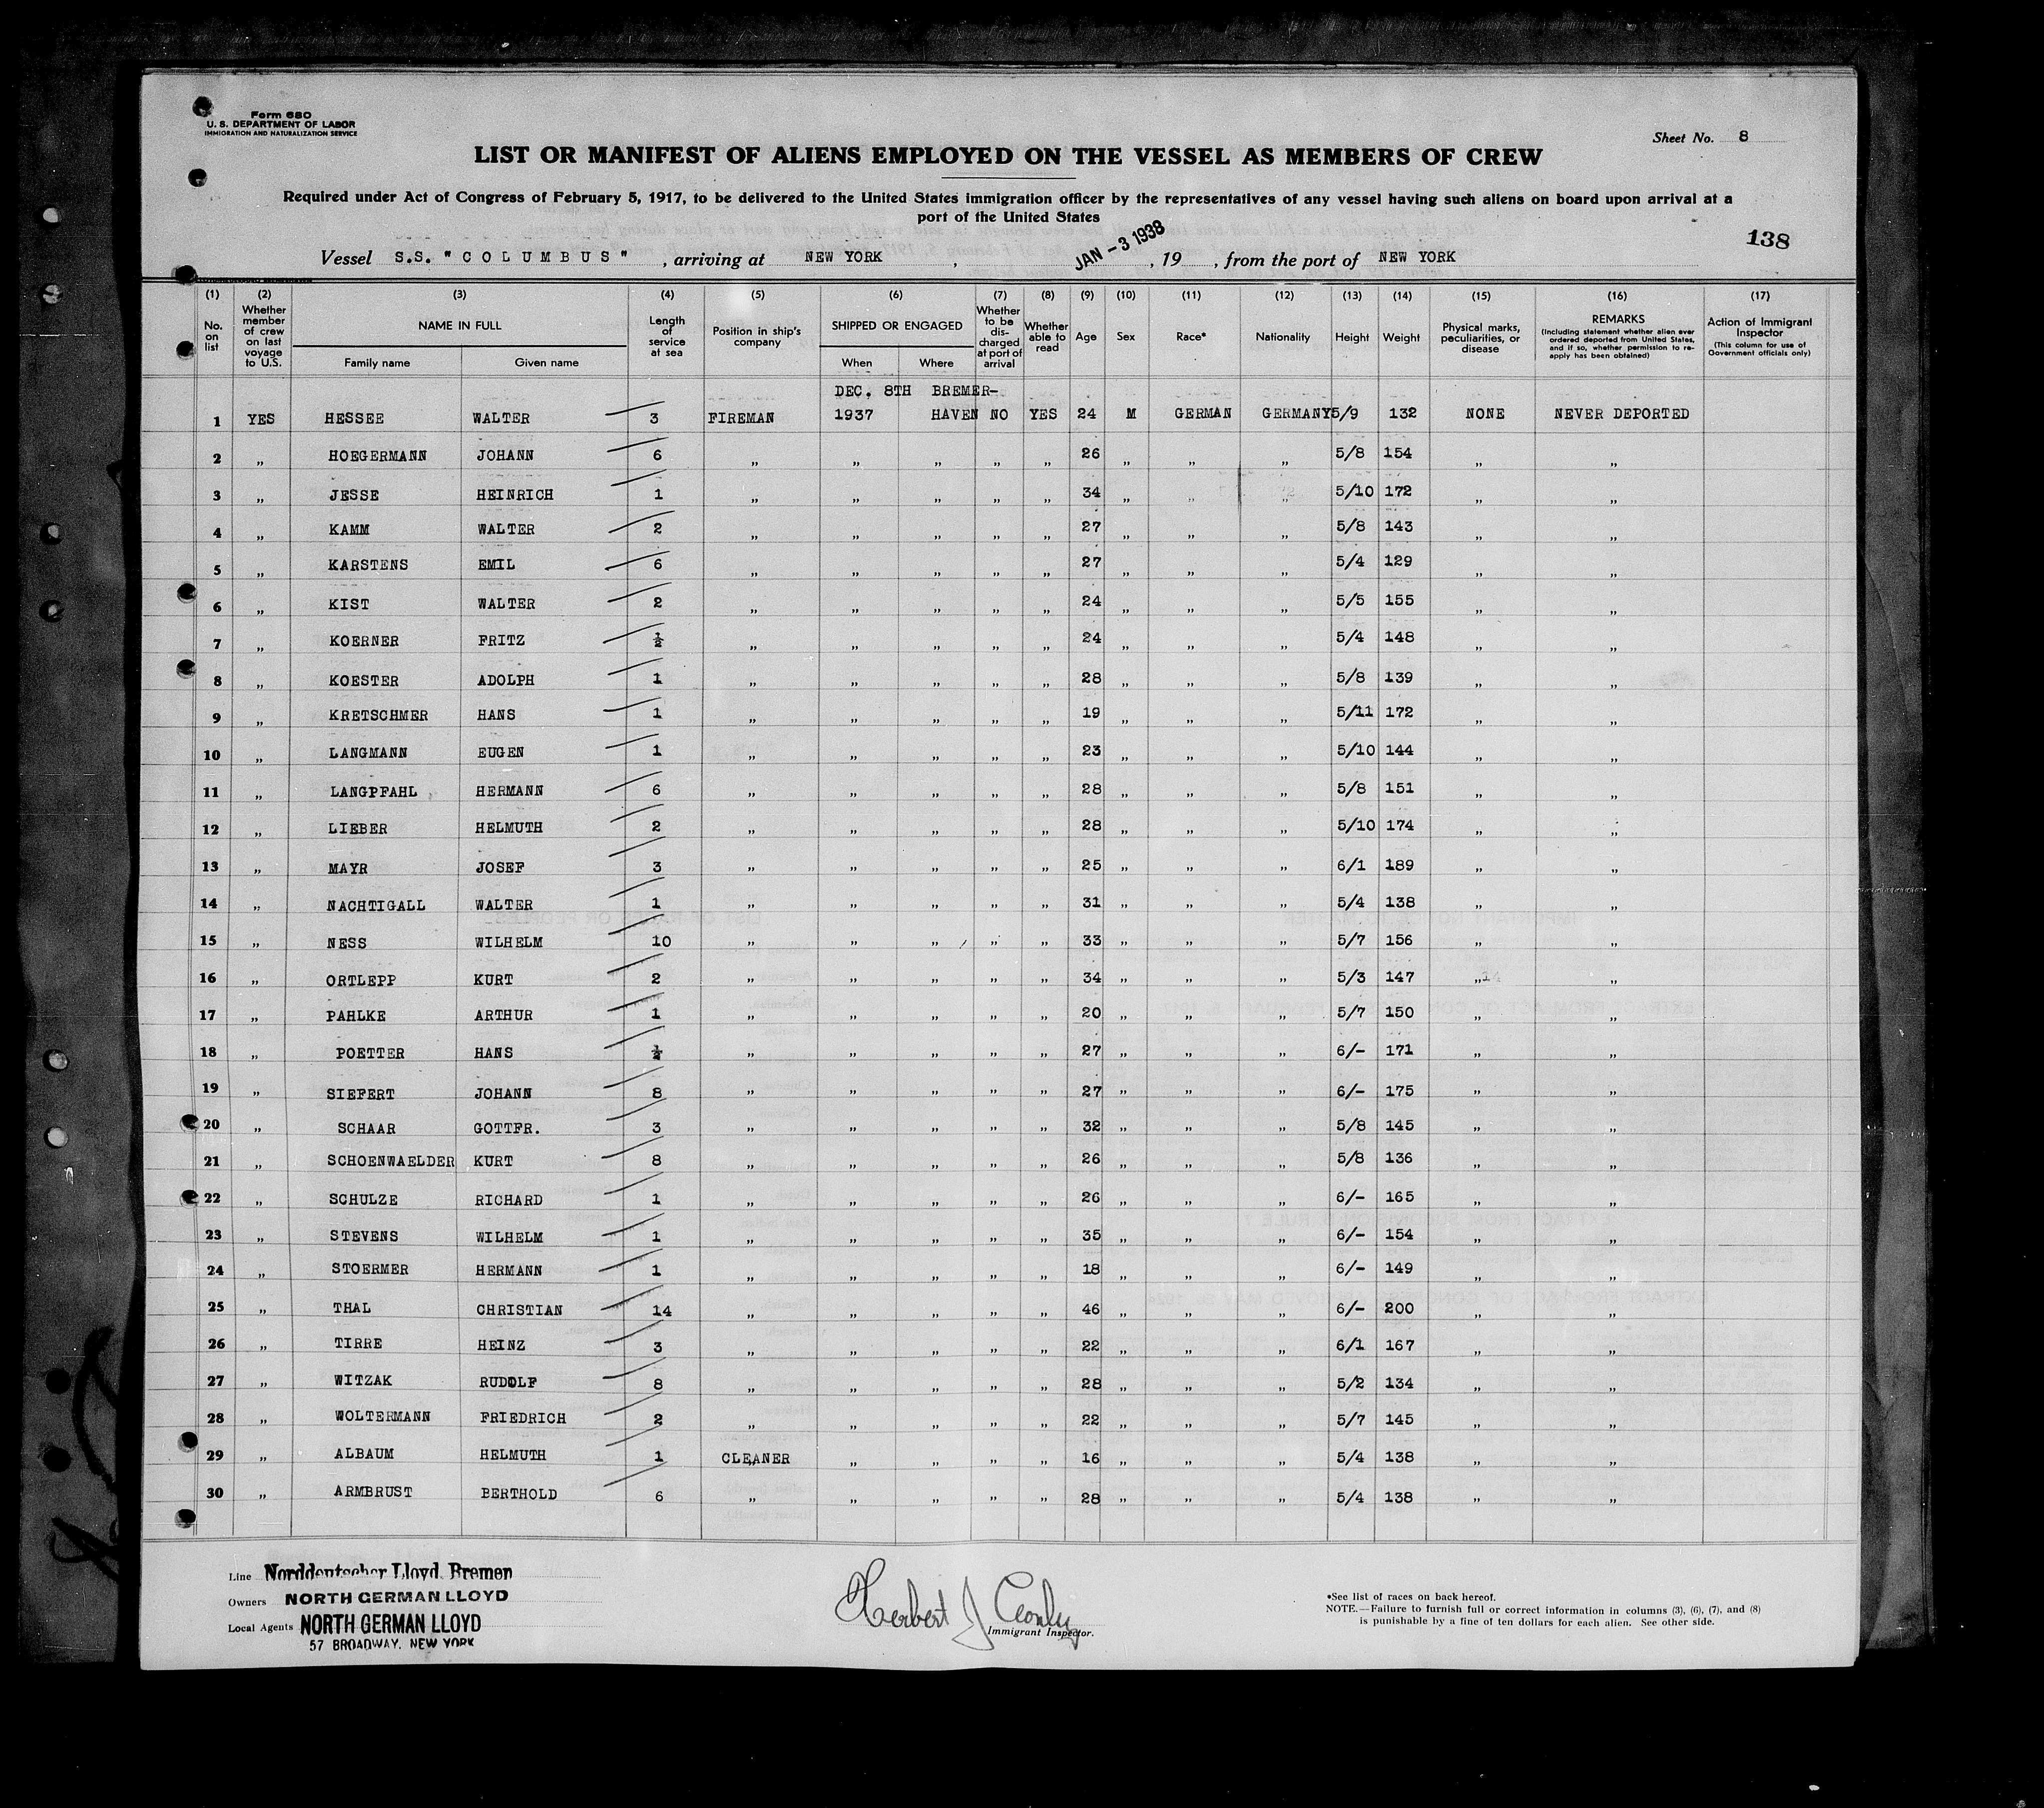 Form 680
U. S. DEPARTMENT OF LABOR
IMMIGRATION AND NATURALIZATION SERVICE
Sheet No. 8
LIST OR MANIFEST OF ALIENS EMPLOYED ON THE VESSEL AS MEMBERS OF CREW
Required under Act of Congress of February 5, 1917, to be delivered to the United States immigration officer by the representatives of any vessel having such aliens on board upon arrival at a
port of the United States
138
Vessel S.S. "COLUMBUS", arriving at NEW YORK, JAN -3 1938, 19, from the port of NEW YORK
(1) No. on list
(2) Whether member of crew on last voyage to U.S.
(3) NAME IN FULL Family name Given name
(4) Length of service at sea
(5) Position in ship's company
(6) SHIPPED OR ENGAGED When Where
(7) Whether to be discharged at port of arrival
(8) Whether able to read
(9) Age
(10) Sex
(11) Race*
(12) Nationality
(13) Height
(14) Weight
(15) Physical marks, peculiarities, or disease
(16) REMARKS (Including statement whether alien ever ordered deported from United States, and if so, whether permission to reapply has been obtained)
(17) Action of Immigrant Inspector (This column for use of Government officials only)
DEC. 8TH BREMER-
1 YES HESSEE WALTER 3 FIREMAN 1937 HAVEN NO YES 24 M GERMAN GERMANY 5/9 132 NONE NEVER DEPORTED
2 „ HOEGERMANN JOHANN 6 „ „ „ „ „ 26 „ „ „ 5/8 154 „ „
3 „ JESSE HEINRICH 1 „ „ „ „ „ 34 „ „ „ 5/10 172 „ „
4 „ KAMM WALTER 2 „ „ „ „ „ 27 „ „ „ 5/8 143 „ „
5 „ KARSTENS EMIL 6 „ „ „ „ „ 27 „ „ „ 5/4 129 „ „
6 „ KIST WALTER 2 „ „ „ „ „ 24 „ „ „ 5/5 155 „ „
7 „ KOERNER FRITZ ½ „ „ „ „ „ 24 „ „ „ 5/4 148 „ „
8 „ KOESTER ADOLPH 1 „ „ „ „ „ 28 „ „ „ 5/8 139 „ „
9 „ KRETSCHMER HANS 1 „ „ „ „ „ 19 „ „ „ 5/11 172 „ „
10 „ LANGMANN EUGEN 1 „ „ „ „ „ 23 „ „ „ 5/10 144 „ „
11 „ LANGPFAHL HERMANN 6 „ „ „ „ „ 28 „ „ „ 5/8 151 „ „
12 „ LIEBER HELMUTH 2 „ „ „ „ „ 28 „ „ „ 5/10 174 „ „
13 „ MAYR JOSEF 3 „ „ „ „ „ 25 „ „ „ 6/1 189 „ „
14 „ NACHTIGALL WALTER 1 „ „ „ „ „ 31 „ „ „ 5/4 138 „ „
15 „ NESS WILHELM 10 „ „ „ „ „ 33 „ „ „ 5/7 156 „ „
16 „ ORTLEPP KURT 2 „ „ „ „ „ 34 „ „ „ 5/3 147 „ „
17 „ PAHLKE ARTHUR 1 „ „ „ „ „ 20 „ „ „ 5/7 150 „ „
18 „ POETTER HANS „ „ „ „ „ 27 „ „ „ 6/- 171 „ „
19 „ SIEFERT JOHANN 8 „ „ „ „ „ 27 „ „ „ 6/- 175 „ „
20 „ SCHAAR GOTTFR. 3 „ „ „ „ „ 32 „ „ „ 5/8 145 „ „
21 „ SCHOENWAELDER KURT 8 „ „ „ „ „ 26 „ „ „ 5/8 136 „ „
22 „ SCHULZE RICHARD 1 „ „ „ „ „ 26 „ „ „ 6/- 165 „ „
23 „ STEVENS WILHELM 1 „ „ „ „ „ 35 „ „ „ 6/- 154 „ „
24 „ STOERMER HERMANN 1 „ „ „ „ „ 18 „ „ „ 6/- 149 „ „
25 „ THAL CHRISTIAN 14 „ „ „ „ „ 46 „ „ „ 6/- 200 „ „
26 „ TIRRE HEINZ 3 „ „ „ „ „ 22 „ „ „ 6/1 167 „ „
27 „ WITZAK RUDOLF 8 „ „ „ „ „ 28 „ „ „ 5/2 134 „ „
28 „ WOLTERMANN FRIEDRICH 2 „ „ „ „ „ 22 „ „ „ 5/7 145 „ „
29 „ ALBAUM HELMUTH 1 CLEANER „ „ „ „ 16 „ „ „ 5/4 138 „ „
30 „ ARMBRUST BERTHOLD 6 „ „ „ „ „ 28 „ „ „ 5/4 138 „ „
Line Norddeutscher Lloyd Bremen
Owners NORTH GERMAN LLOYD
Local Agents NORTH GERMAN LLOYD
57 BROADWAY, NEW YORK
Herbert J
Immigrant Inspector.
*See list of races on back hereof.
NOTE.—Failure to furnish full or correct information in columns (3), (6), (7), and (8)
is punishable by a fine of ten dollars for each alien. See other side.